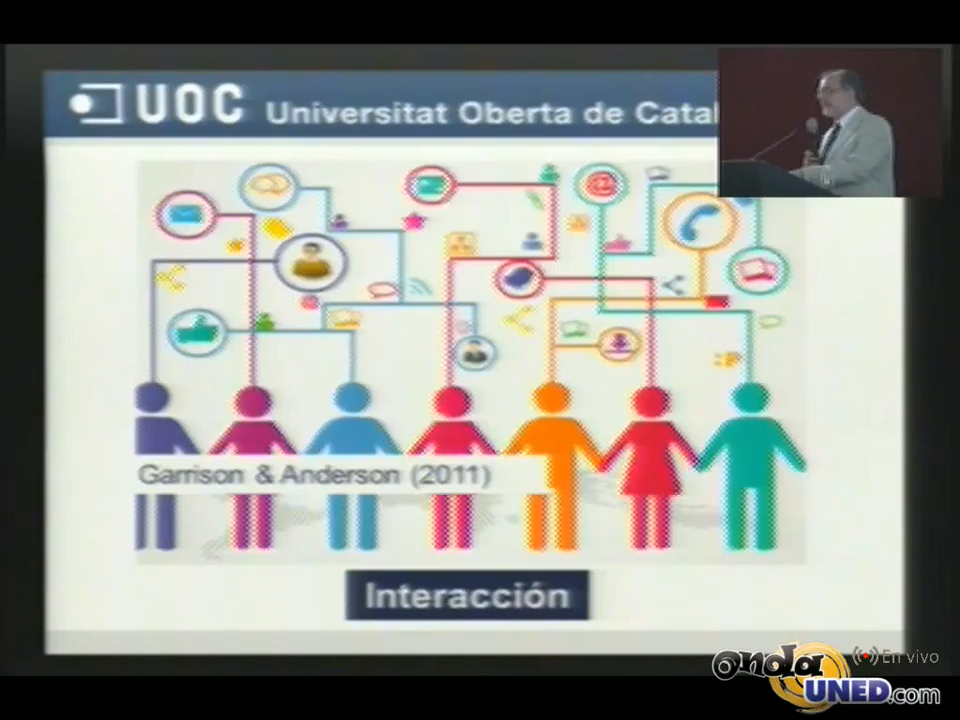 UOC Universitat Oberta de Catal
@
Garrison & Anderson (2011)
Interacción
En vivo
onda
UNED.com